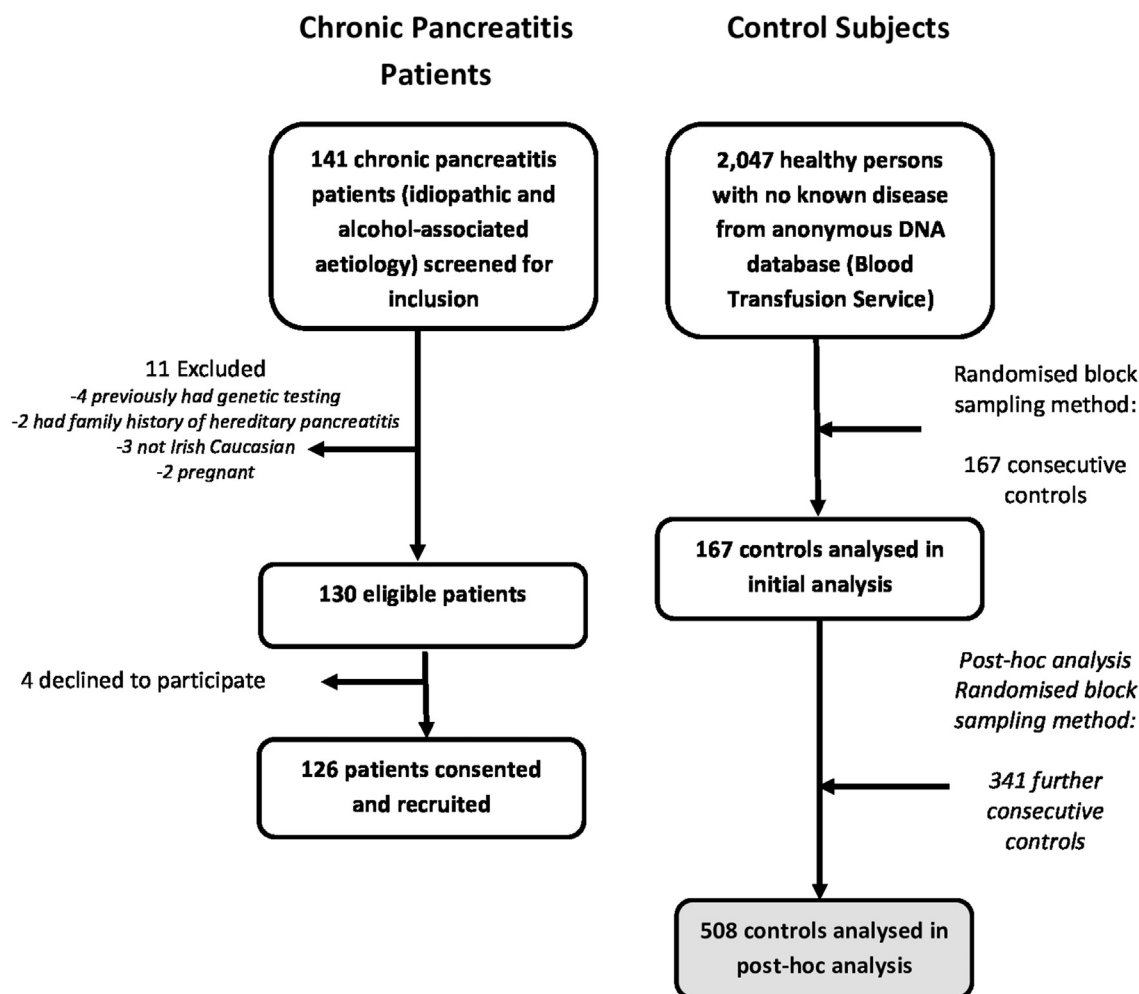 Chronic Pancreatitis
Patients
141 chronic pancreatitis
patients (idiopathic and
alcohol-associated
aetiology) screened for
inclusion
11 Excluded
-4 previously had genetic testing
-2 had family history of hereditary pancreatitis
-3 not Irish Caucasian
-2 pregnant
130 eligible patients
4 declined to participate
126 patients consented
and recruited
Control Subjects
2,047 healthy persons
with no known disease
from anonymous DNA
database (Blood
Transfusion Service)
Randomised block
sampling method:
167 consecutive
controls
167 controls analysed in
initial analysis
Post-hoc analysis
Randomised block
sampling method:
341 further
consecutive
controls
508 controls analysed in
post-hoc analysis